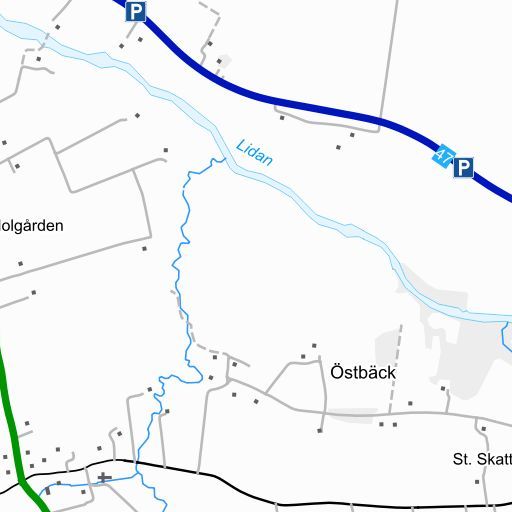 P
Lidan
47
P
olgården
Östbäck
St. Skatt